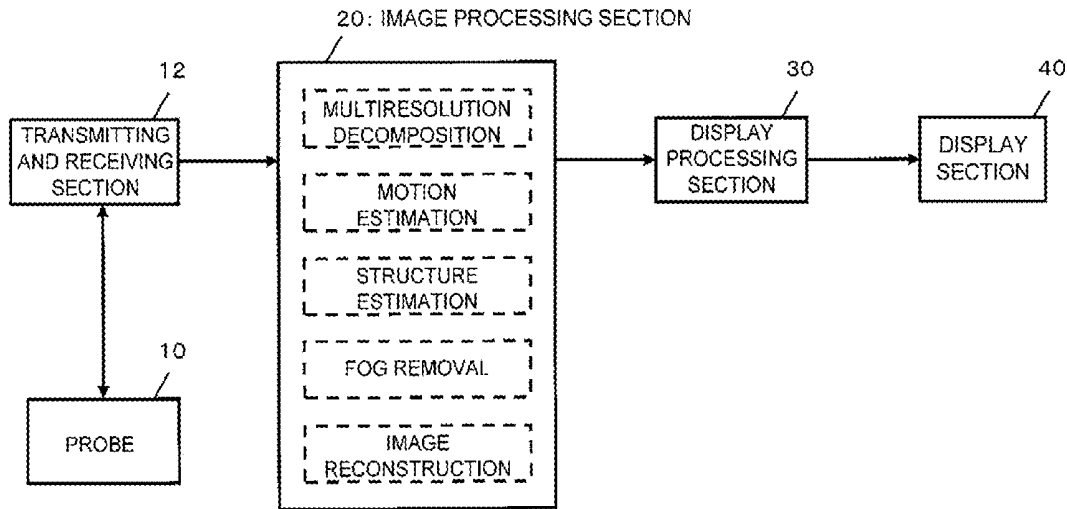 20: IMAGE PROCESSING SECTION
12
TRANSMITTING
AND RECEIVING
SECTION
10
PROBE
MULTIRESOLUTION
DECOMPOSITION
MOTION
ESTIMATION
STRUCTURE
ESTIMATION
FOG REMOVAL
IMAGE
RECONSTRUCTION
30
DISPLAY
PROCESSING
SECTION
40
DISPLAY
SECTION